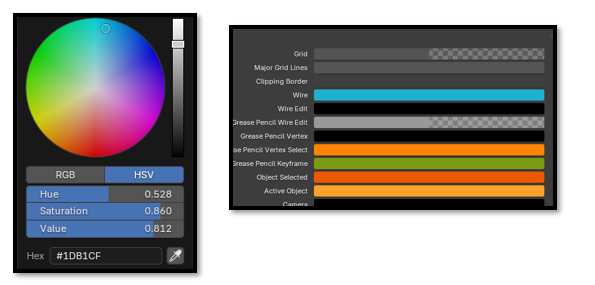 RGB HSV
Hue 0.528
Saturation 0.860
Value 0.812
Hex #1DB1CF
Grid
Major Grid Lines
Clipping Border
Wire
Wire Edit
Grease Pencil Wire Edit
Grease Pencil Vertex
se Pencil Vertex Select
Grease Pencil Keyframe
Object Selected
Active Object
Camera